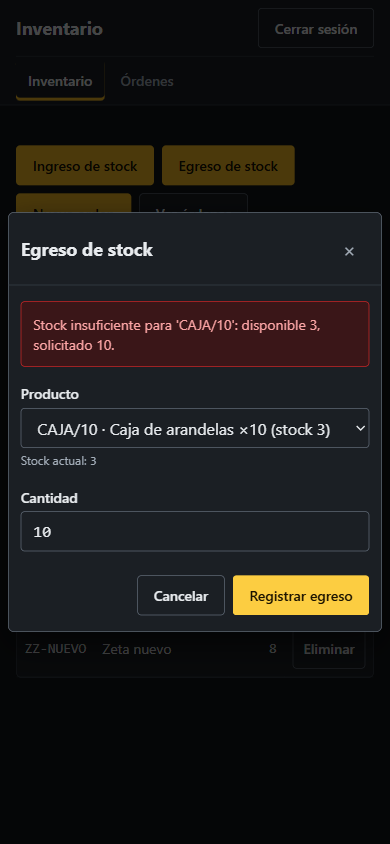 Inventario
Cerrar sesión
Inventario
Órdenes
Ingreso de stock
Egreso de stock
Egreso de stock
×
Stock insuficiente para 'CAJA/10': disponible 3,
solicitado 10.
Producto
CAJA/10 · Caja de arandelas ×10 (stock 3)
Stock actual: 3
Cantidad
10
Cancelar
Registrar egreso
ZZ-NUEVO
Zeta nuevo
8
Eliminar